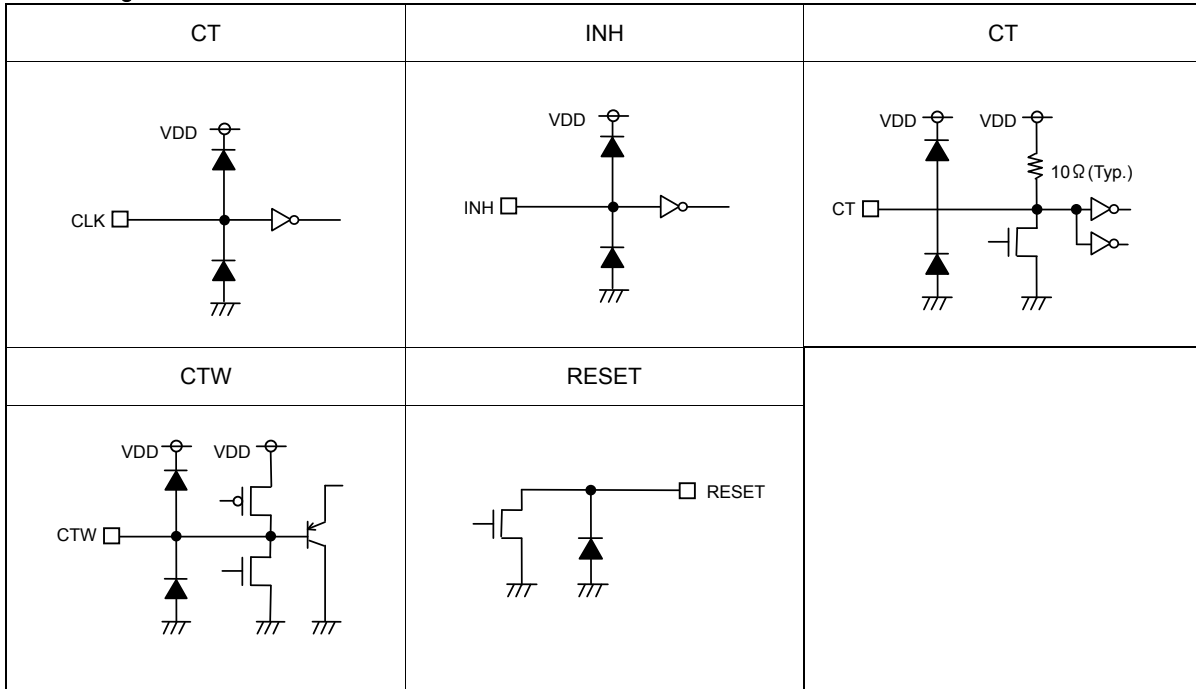 CT
INH
CT
VDD
CLK
VDD
INH
VDD VDD
10Ω(Typ.)
CT
CTW
RESET
VDD VDD
CTW
RESET